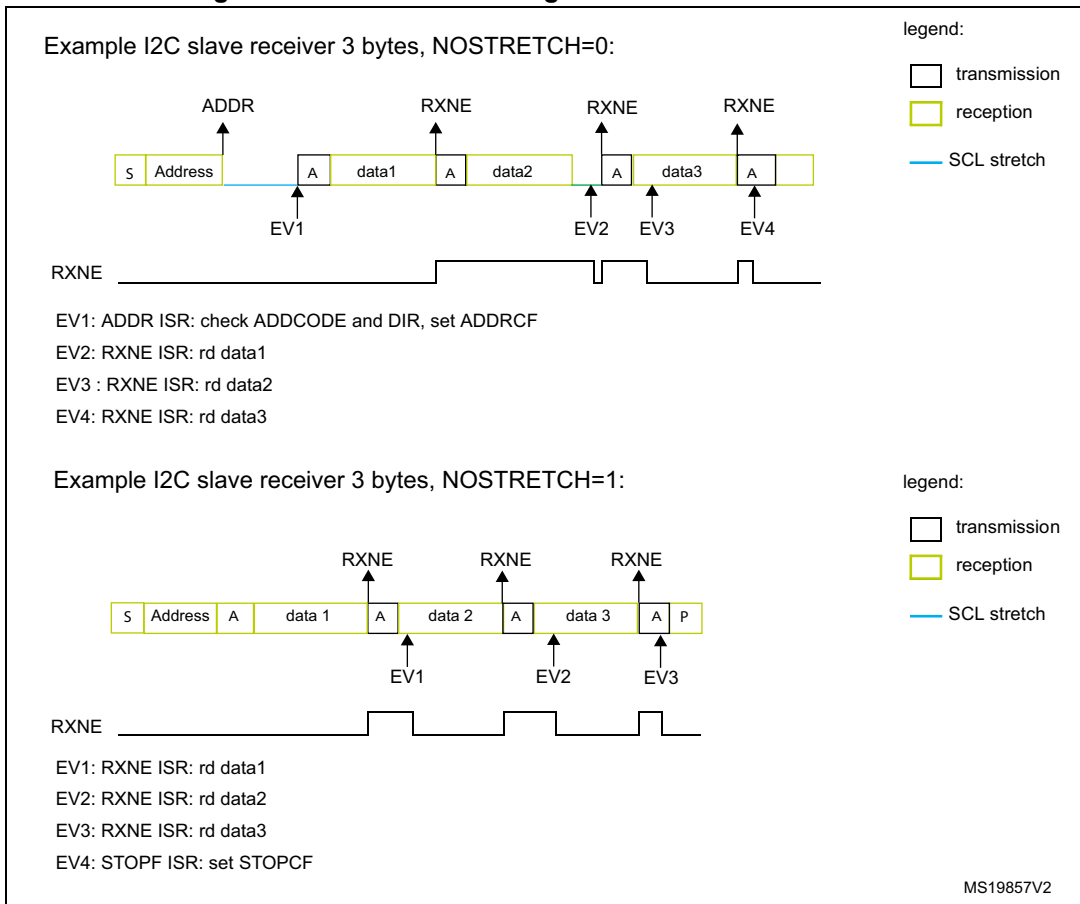 Example I2C slave receiver 3 bytes, NOSTRETCH=0:
legend:
transmission
reception
SCL stretch
ADDR RXNE RXNE RXNE
S Address A data1 A data2 A data3 A
EV1 EV2 EV3 EV4
RXNE
EV1: ADDR ISR: check ADDCODE and DIR, set ADDRCF
EV2: RXNE ISR: rd data1
EV3 : RXNE ISR: rd data2
EV4: RXNE ISR: rd data3
Example I2C slave receiver 3 bytes, NOSTRETCH=1:
legend:
transmission
reception
SCL stretch
RXNE RXNE RXNE
S Address A data 1 A data 2 A data 3 A P
EV1 EV2 EV3
RXNE
EV1: RXNE ISR: rd data1
EV2: RXNE ISR: rd data2
EV3: RXNE ISR: rd data3
EV4: STOPF ISR: set STOPCF
MS19857V2